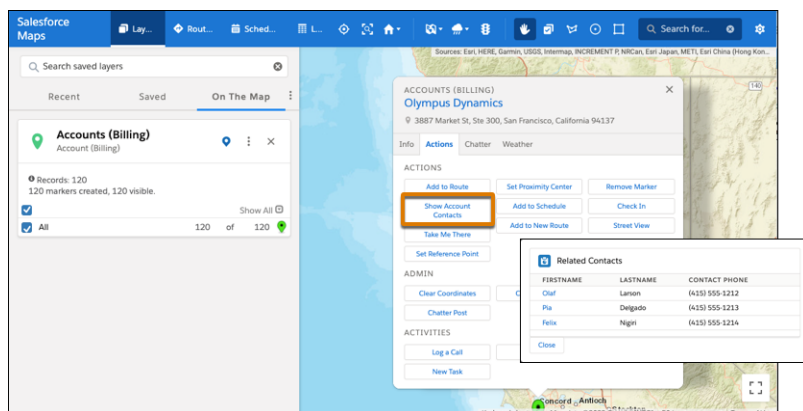 Salesforce Maps
Lay... Rout... Sched... L... Search for...
Sources: Esri, HERE, Garmin, USGS, Intermap, INCREMENT P, NRCan, Esri Japan, METI, Esri China (Hong Kon...
Search saved layers
Recent Saved On The Map
Accounts (Billing)
Account (Billing)
Records: 120
120 markers created, 120 visible.
Show All
All 120 of 120
ACCOUNTS (BILLING)
Olympus Dynamics
3887 Market St, Ste 300, San Francisco, California 94137
Info Actions Chatter Weather
ACTIONS
Add to Route Set Proximity Center Remove Marker
Show Account Contacts Add to Schedule Check In
Take Me There Add to New Route Street View
Set Reference Point
ADMIN
Clear Coordinates
Chatter Post
ACTIVITIES
Log a Call
New Task
Related Contacts
FIRSTNAME LASTNAME CONTACT PHONE
Olaf Larson (415) 555-1212
Pia Delgado (415) 555-1213
Felix Nigiri (415) 555-1214
Close
140
Concord Antioch